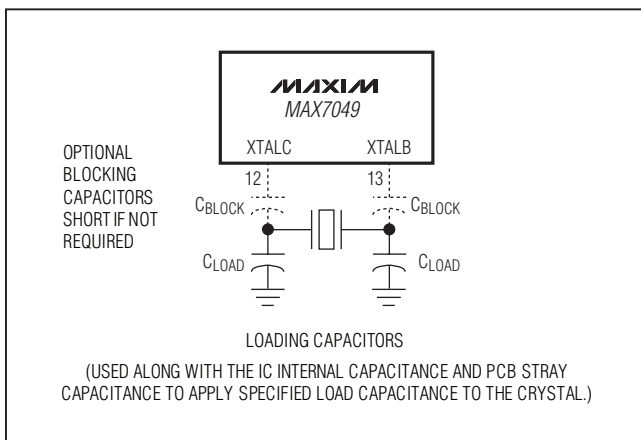 MAXIM
MAX7049
XTALC XTALB
OPTIONAL
BLOCKING
CAPACITORS
SHORT IF NOT
REQUIRED
12 13
CBLOCK CBLOCK
CLOAD CLOAD
LOADING CAPACITORS
(USED ALONG WITH THE IC INTERNAL CAPACITANCE AND PCB STRAY
CAPACITANCE TO APPLY SPECIFIED LOAD CAPACITANCE TO THE CRYSTAL.)